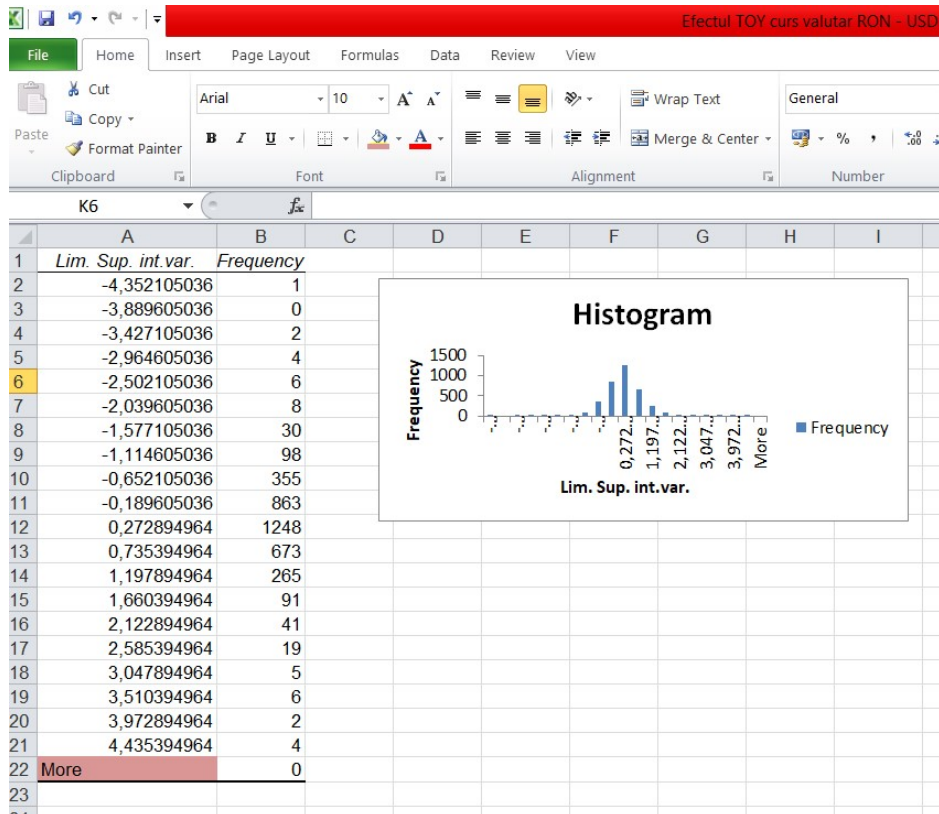 Efectul TOY curs valutar RON - USD
File Home Insert Page Layout Formulas Data Review View
Cut
Copy
Format Painter
Paste
Arial 10 A A
B I U A
Wrap Text
Merge & Center
General
% , ,0 ,00
Clipboard Font Alignment Number
K6 fx
A B C D E F G H I
1 Lim. Sup. int.var. Frequency
2 -4,352105036 1
3 -3,889605036 0
4 -3,427105036 2
5 -2,964605036 4
6 -2,502105036 6
7 -2,039605036 8
8 -1,577105036 30
9 -1,114605036 98
10 -0,652105036 355
11 -0,189605036 863
12 0,272894964 1248
13 0,735394964 673
14 1,197894964 265
15 1,660394964 91
16 2,122894964 41
17 2,585394964 19
18 3,047894964 5
19 3,510394964 6
20 3,972894964 2
21 4,435394964 4
22 More 0
23
Histogram
Frequency
1500
1000
500
0
0,272... 1,197... 2,122... 3,047... 3,972... More
Lim. Sup. int.var.
Frequency